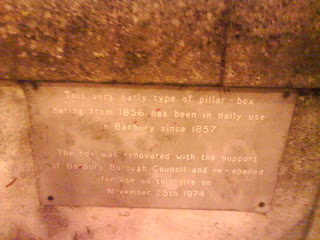 This very early type of pillar-box
dating from 1856 has been in daily use
in Banbury since 1857
The box was renovated with the support
of Banbury Borough Council and re-opened
for use on this site on
November 25th 1974